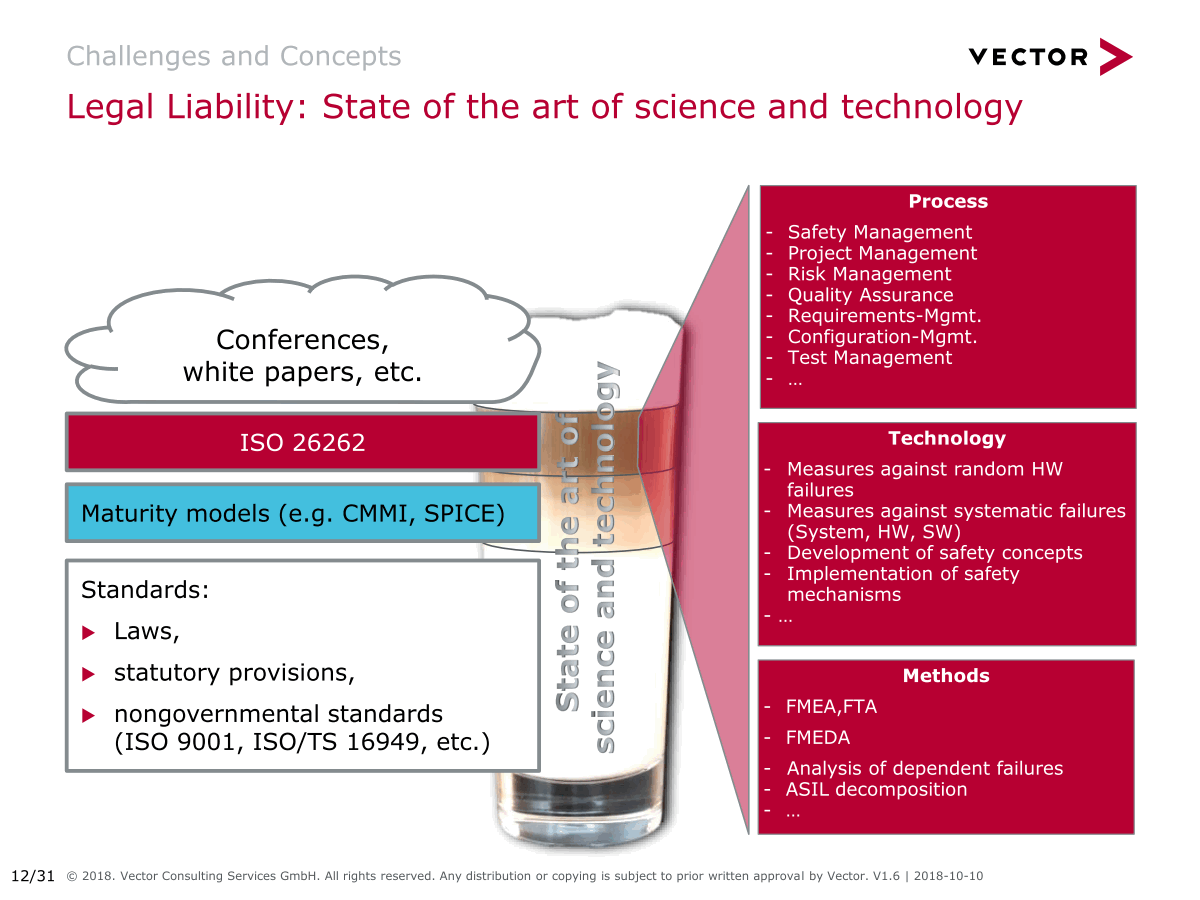 Challenges and Concepts
VECTOR
Legal Liability: State of the art of science and technology
Conferences,
white papers, etc.
ISO 26262
Maturity models (e.g. CMMI, SPICE)
Standards:
Laws,
statutory provisions,
nongovernmental standards
(ISO 9001, ISO/TS 16949, etc.)
State of the art of
science and technology
Process
- Safety Management
- Project Management
- Risk Management
- Quality Assurance
- Requirements-Mgmt.
- Configuration-Mgmt.
- Test Management
- …
Technology
- Measures against random HW
failures
- Measures against systematic failures
(System, HW, SW)
- Development of safety concepts
- Implementation of safety
mechanisms
- …
Methods
- FMEA,FTA
- FMEDA
- Analysis of dependent failures
- ASIL decomposition
- …
12/31 © 2018. Vector Consulting Services GmbH. All rights reserved. Any distribution or copying is subject to prior written approval by Vector. V1.6 | 2018-10-10